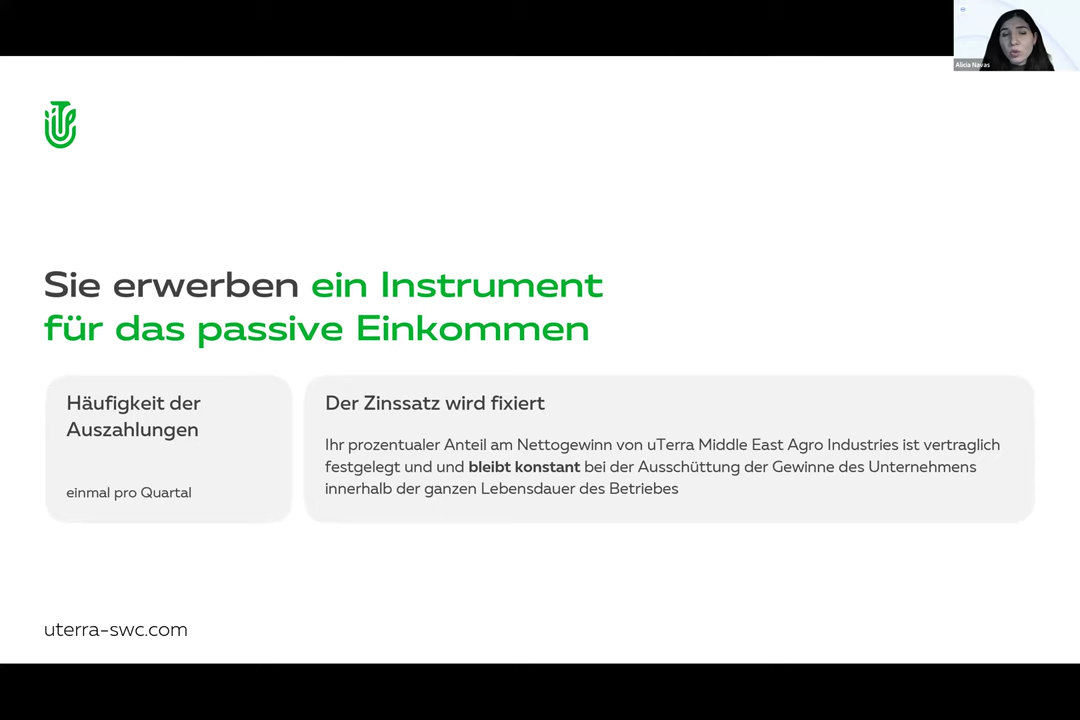 Alicia Navas
Sie erwerben ein Instrument
für das passive Einkommen
Häufigkeit der
Auszahlungen
einmal pro Quartal
Der Zinssatz wird fixiert
Ihr prozentualer Anteil am Nettogewinn von uTerra Middle East Agro Industries ist vertraglich
festgelegt und und bleibt konstant bei der Ausschüttung der Gewinne des Unternehmens
innerhalb der ganzen Lebensdauer des Betriebes
uterra-swc.com